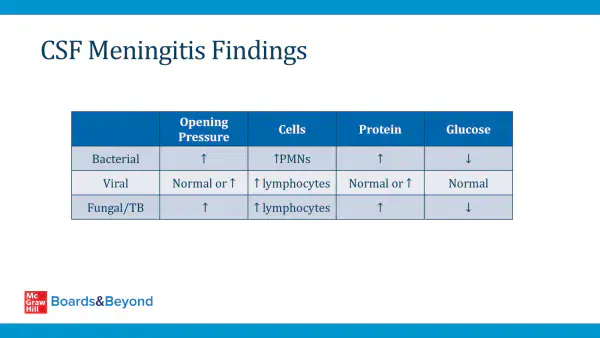 CSF Meningitis Findings
Opening Pressure Cells Protein Glucose
Bacterial ↑ ↑PMNs ↑ ↓
Viral Normal or ↑ ↑ lymphocytes Normal or ↑ Normal
Fungal/TB ↑ ↑ lymphocytes ↑ ↓
Mc Graw Hill Boards&Beyond